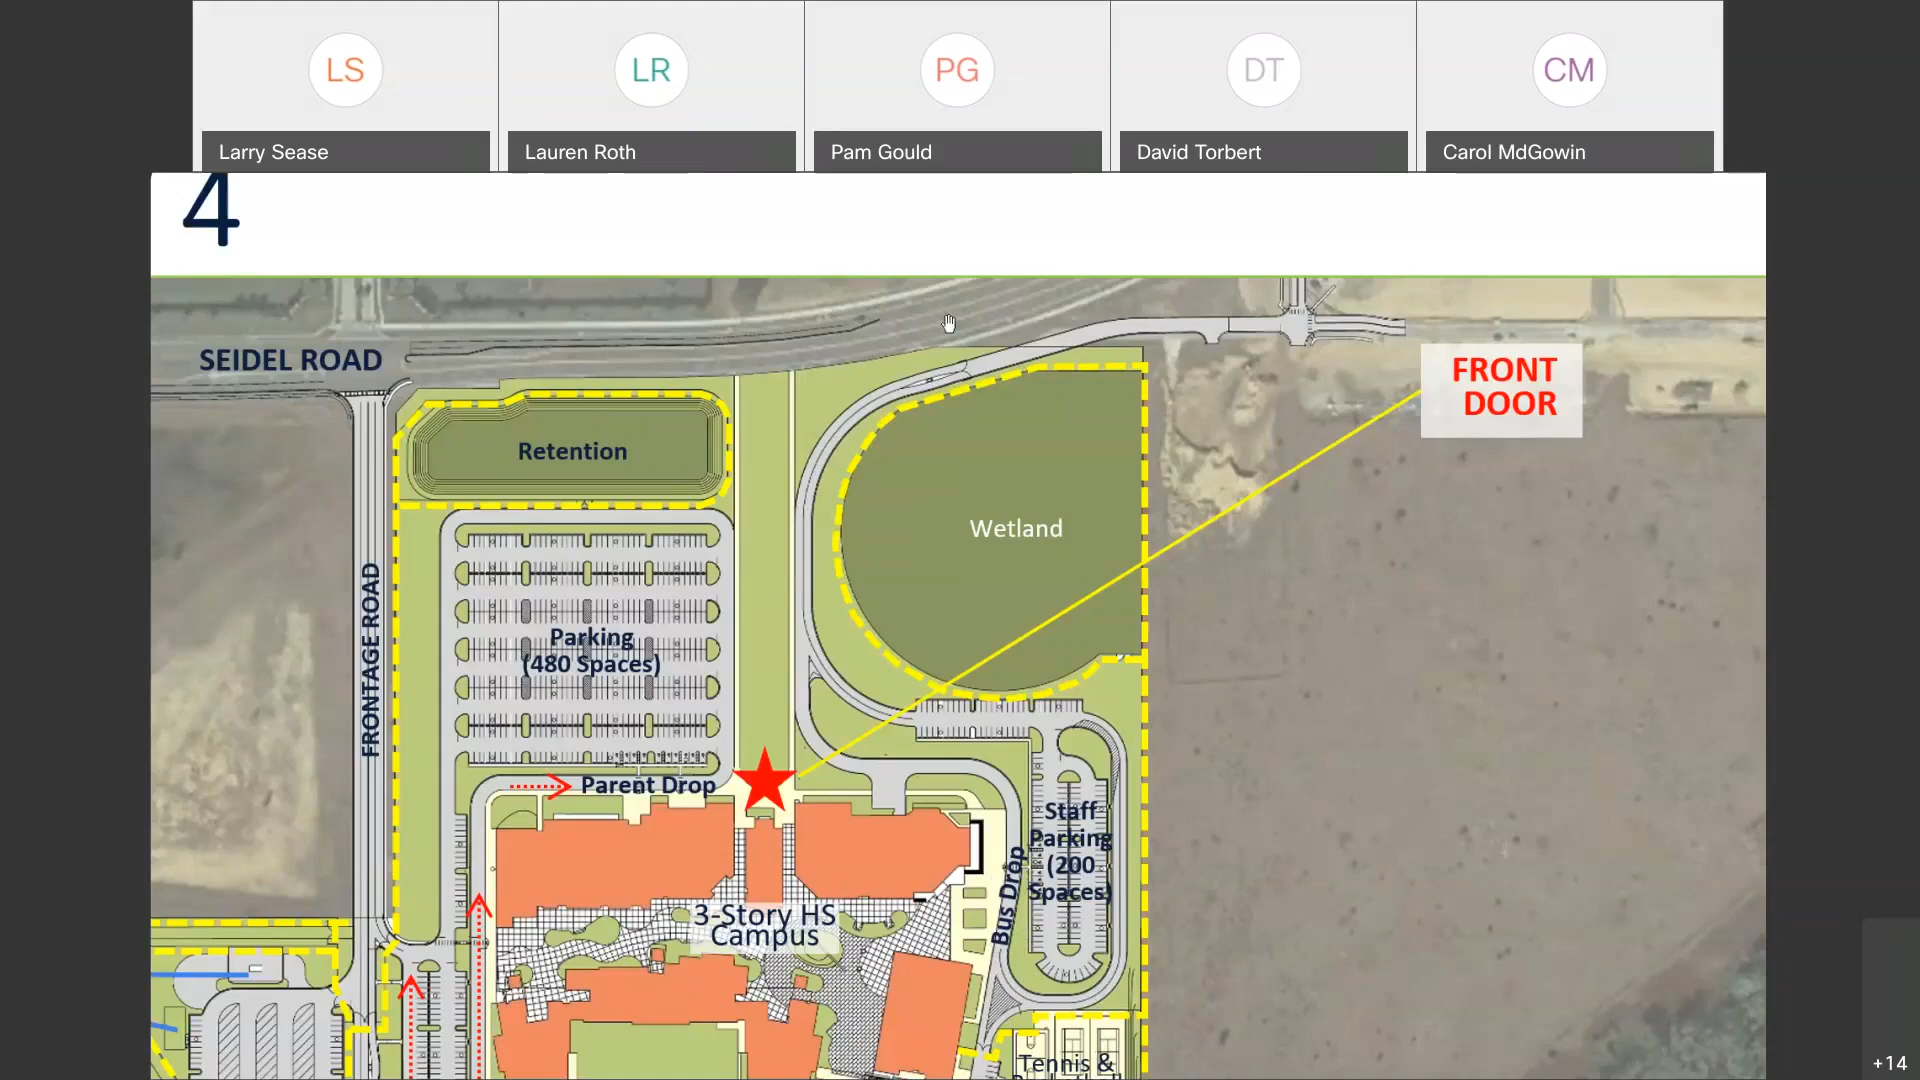 LS
LR
PG
DT
CM
Larry Sease
Lauren Roth
Pam Gould
David Torbert
Carol MdGowin
4
SEIDEL ROAD
FRONT
DOOR
Retention
Wetland
FRONTAGE ROAD
Parking
(480 Spaces)
Parent Drop
Staff
Parking
(200
Spaces)
Bus Drop
3-Story HS
Campus
Tennis &
+14